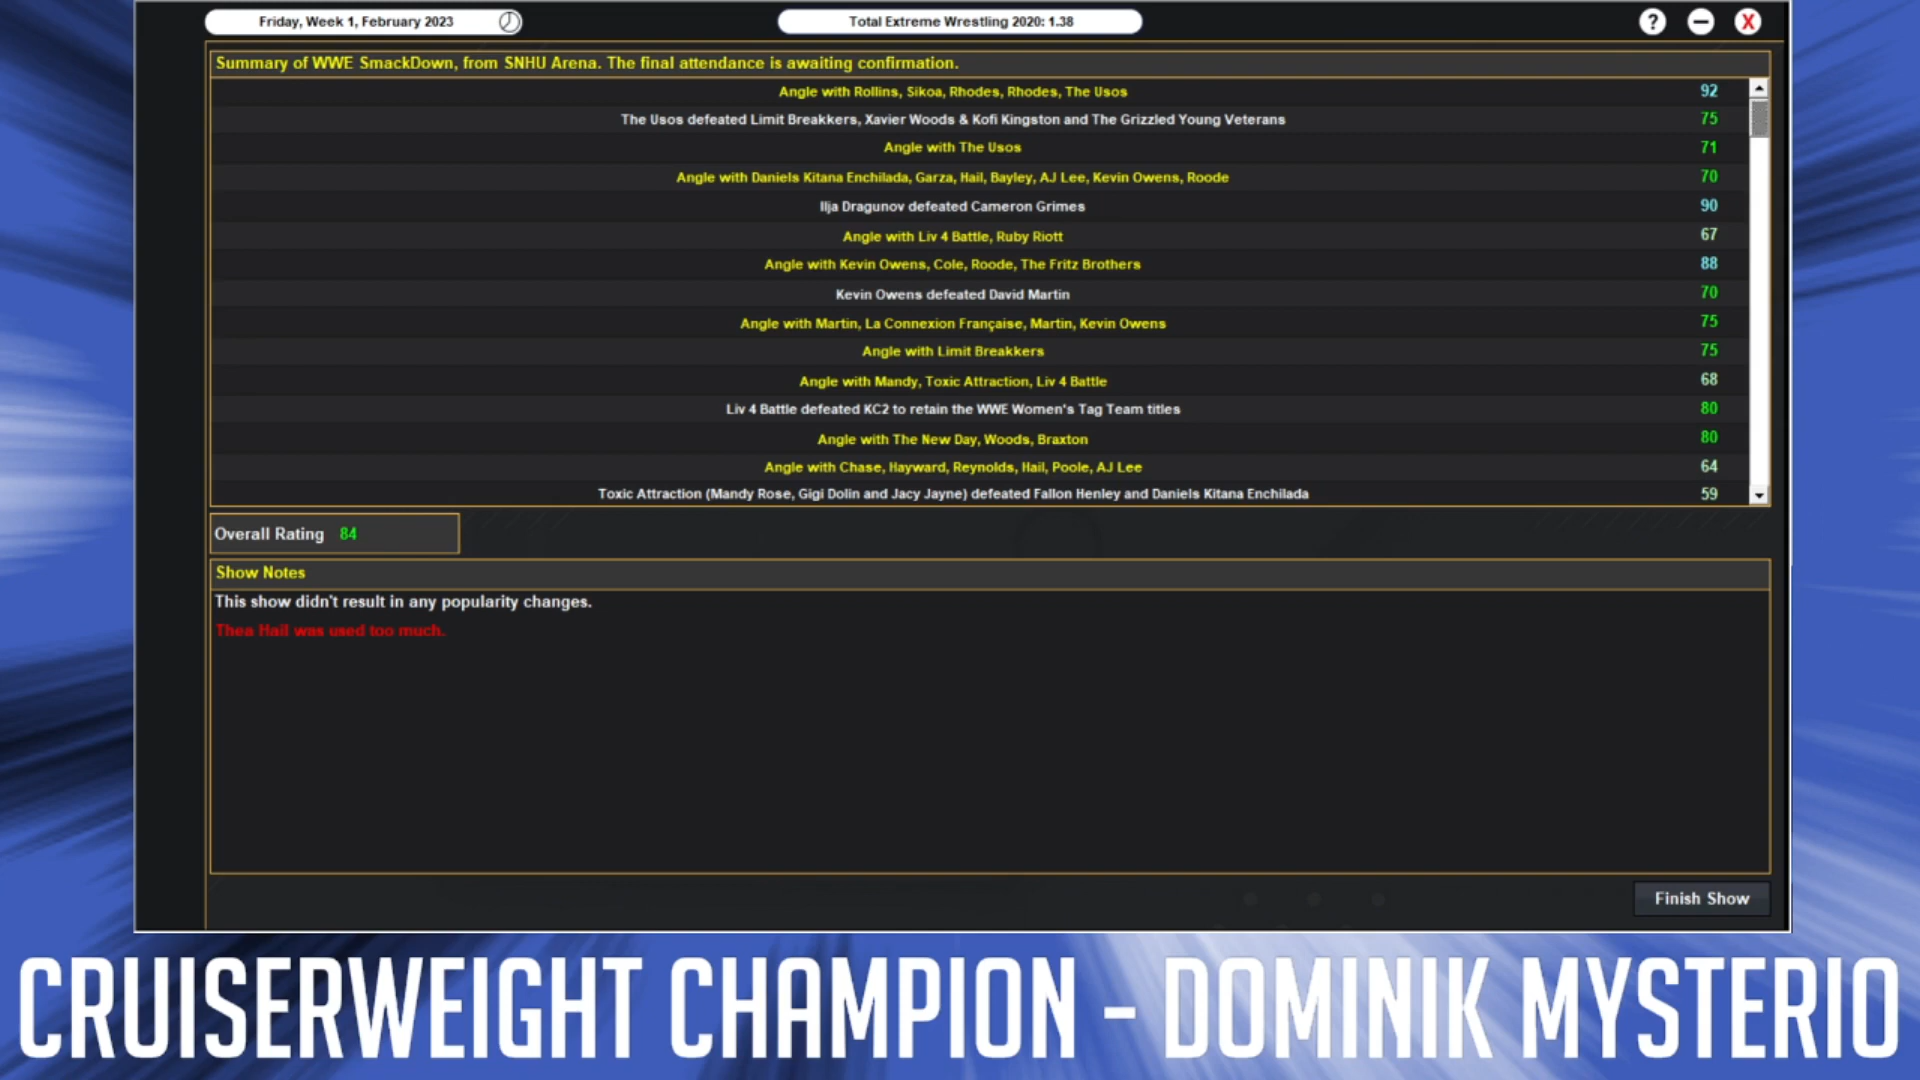 Friday, Week 1, February 2023
Total Extreme Wrestling 2020: 1.38
?
X
Summary of WWE SmackDown, from SNHU Arena. The final attendance is awaiting confirmation.
Angle with Rollins, Sikoa, Rhodes, Rhodes, The Usos 92
The Usos defeated Limit Breakkers, Xavier Woods & Kofi Kingston and The Grizzled Young Veterans 75
Angle with The Usos 71
Angle with Daniels Kitana Enchilada, Garza, Hail, Bayley, AJ Lee, Kevin Owens, Roode 70
Ilja Dragunov defeated Cameron Grimes 90
Angle with Liv 4 Battle, Ruby Riott 67
Angle with Kevin Owens, Cole, Roode, The Fritz Brothers 88
Kevin Owens defeated David Martin 70
Angle with Martin, La Connexion Française, Martin, Kevin Owens 75
Angle with Limit Breakkers 75
Angle with Mandy, Toxic Attraction, Liv 4 Battle 68
Liv 4 Battle defeated KC2 to retain the WWE Women's Tag Team titles 80
Angle with The New Day, Woods, Braxton 80
Angle with Chase, Hayward, Reynolds, Hail, Poole, AJ Lee 64
Toxic Attraction (Mandy Rose, Gigi Dolin and Jacy Jayne) defeated Fallon Henley and Daniels Kitana Enchilada 59
Overall Rating 84
Show Notes
This show didn't result in any popularity changes.
Thea Hail was used too much.
Finish Show
CRUISERWEIGHT CHAMPION - DOMINIK MYSTERIO